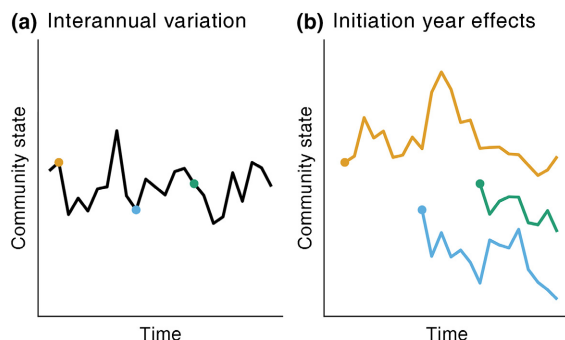 (a) Interannual variation
Community state
Time
(b) Initiation year effects
Community state
Time